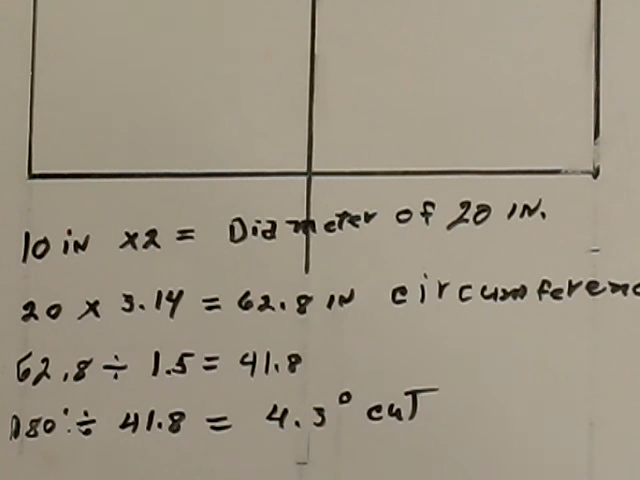 10 in x2 = Diameter of 20 IN.
20 x 3.14 = 62.8 IN circumferenc
62.8 ÷ 1.5 = 41.8
180° ÷ 41.8 = 4.3° cuT